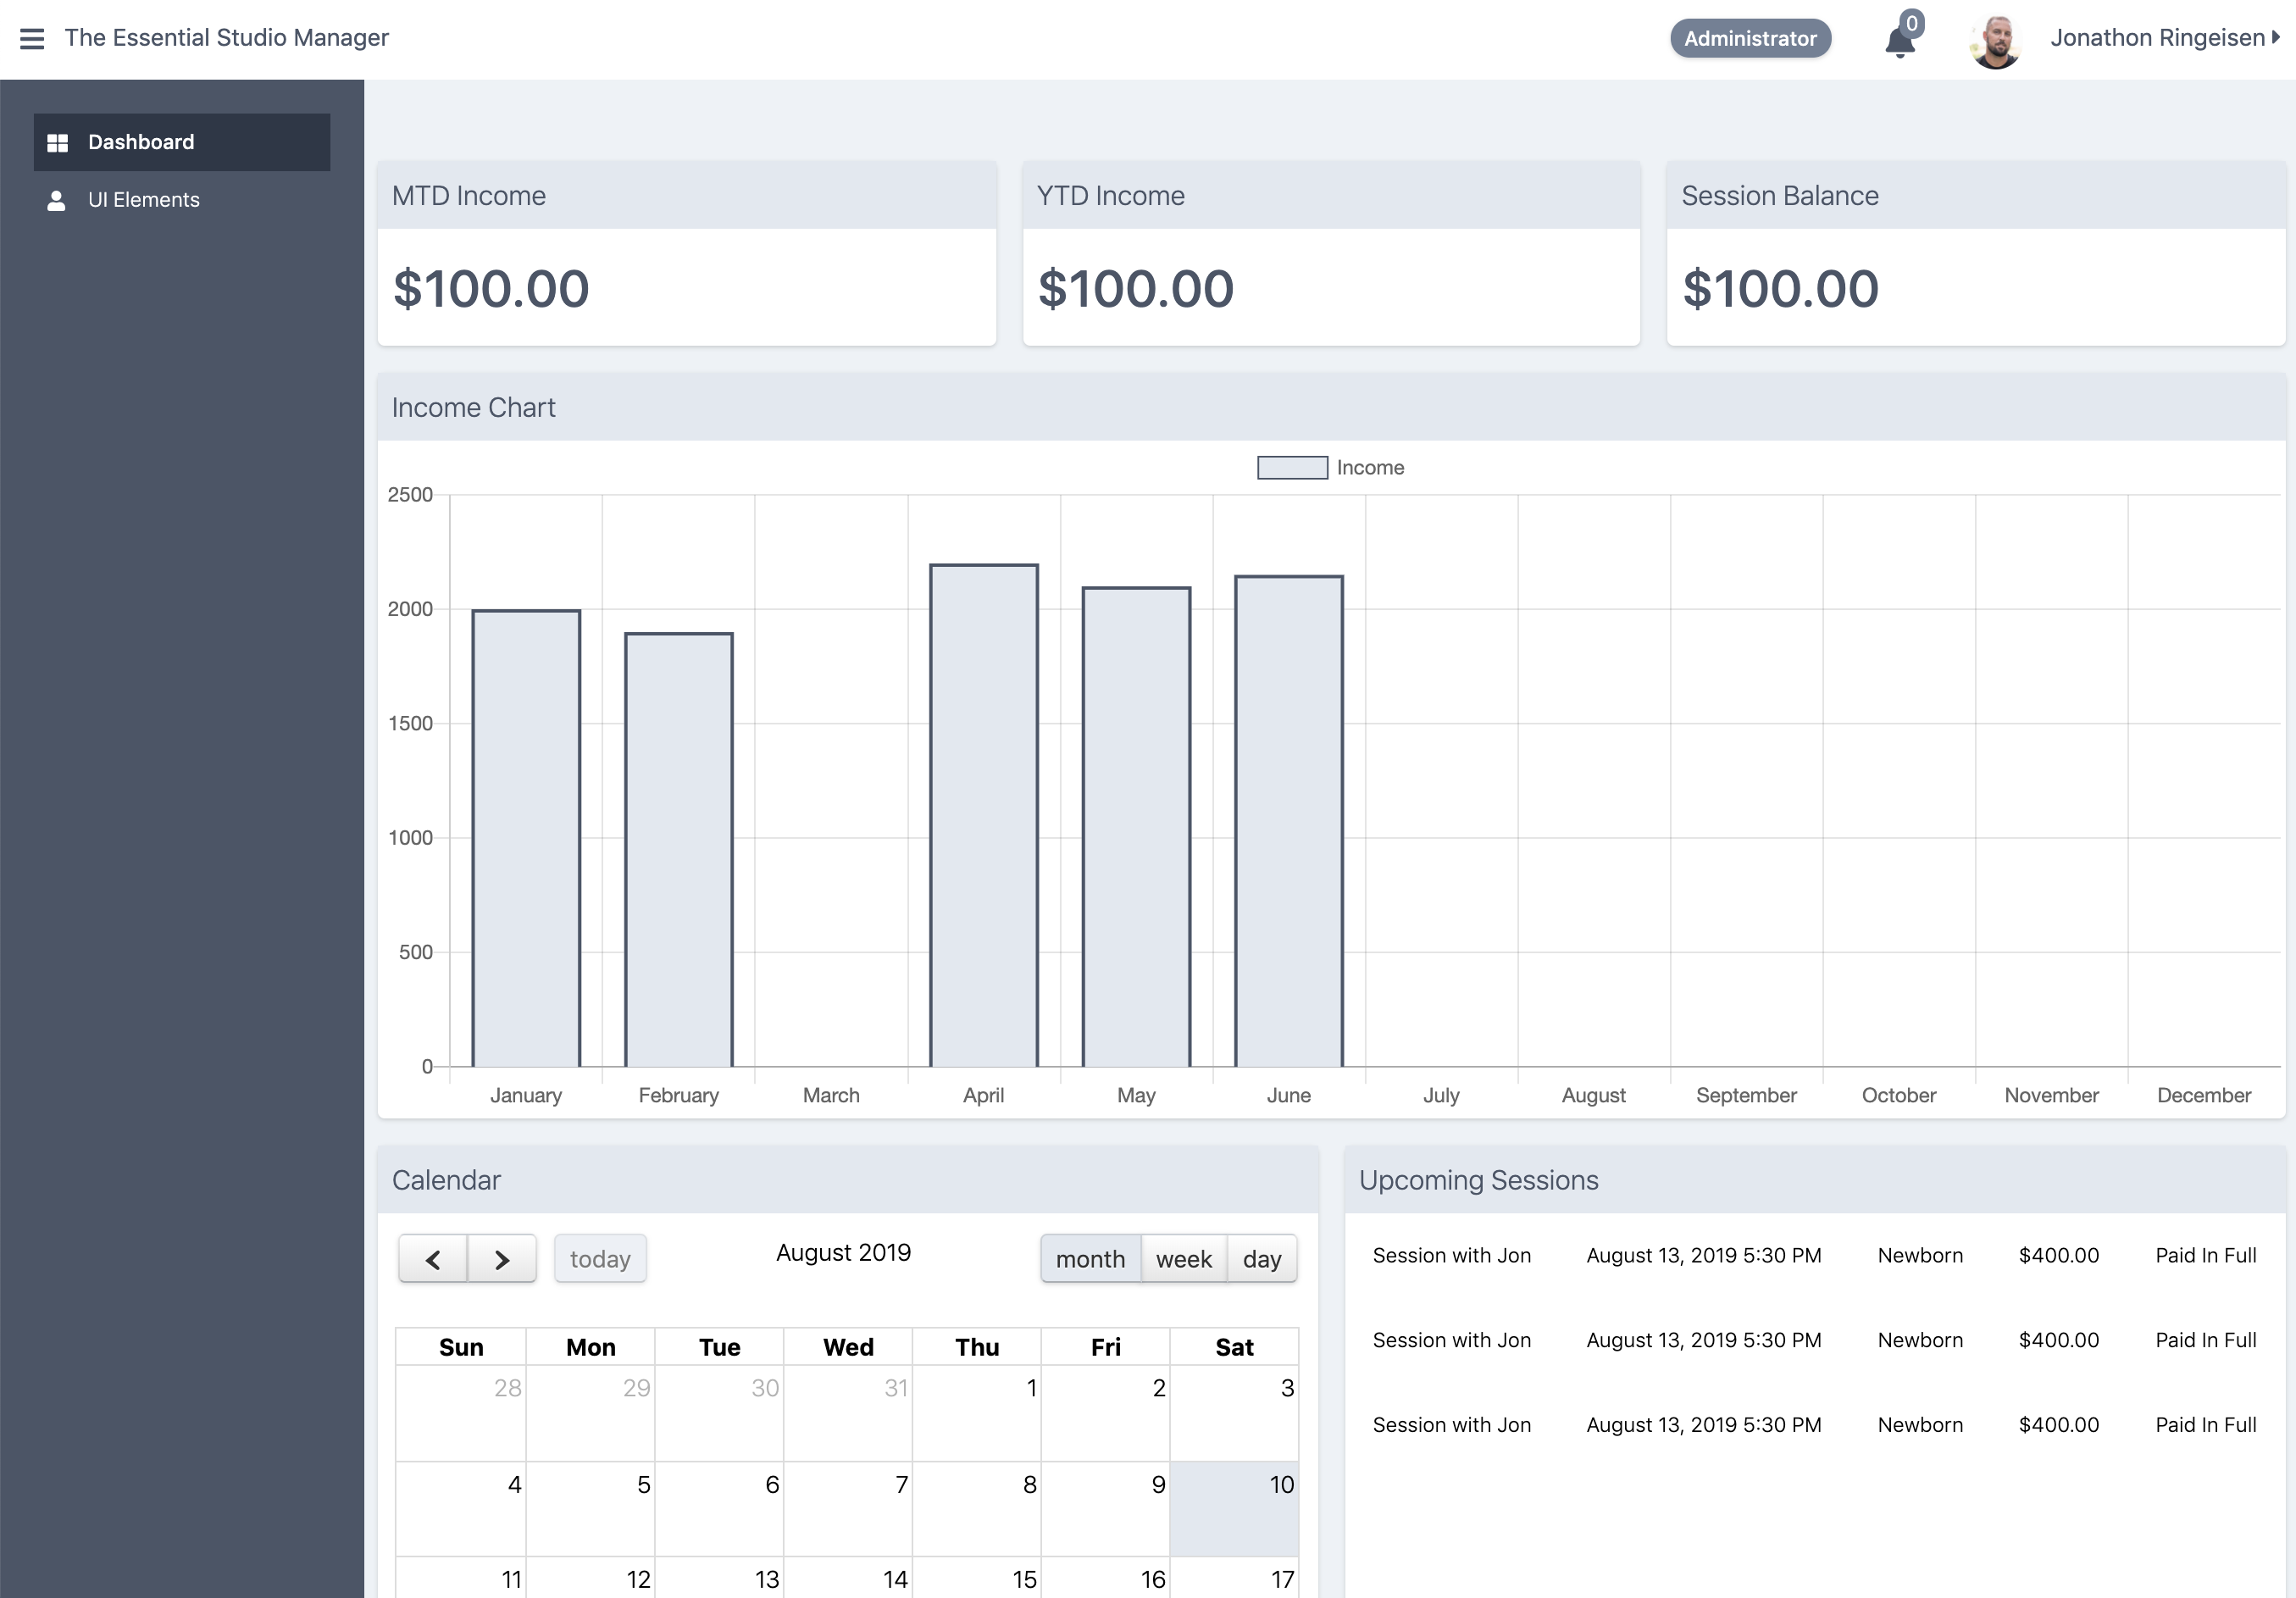 The Essential Studio Manager
Administrator
0
Jonathon Ringeisen
Dashboard
UI Elements
MTD Income
YTD Income
Session Balance
$100.00
$100.00
$100.00
Income Chart
Income
2500
2000
1500
1000
500
0
January February March April May June July August September October November December
Calendar
today
August 2019
month week day
Sun Mon Tue Wed Thu Fri Sat
28 29 30 31 1 2 3
4 5 6 7 8 9 10
11 12 13 14 15 16 17
Upcoming Sessions
Session with Jon August 13, 2019 5:30 PM Newborn $400.00 Paid In Full
Session with Jon August 13, 2019 5:30 PM Newborn $400.00 Paid In Full
Session with Jon August 13, 2019 5:30 PM Newborn $400.00 Paid In Full